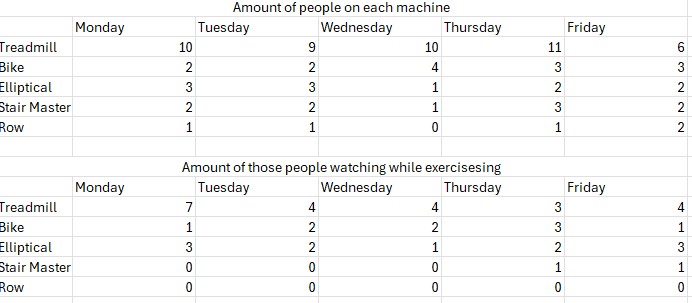 Amount of people on each machine
Monday Tuesday Wednesday Thursday Friday
Treadmill 10 9 10 11 6
Bike 2 2 4 3 3
Elliptical 3 3 1 2 2
Stair Master 2 2 1 3 2
Row 1 1 0 1 2
Amount of those people watching while exercisesing
Monday Tuesday Wednesday Thursday Friday
Treadmill 7 4 4 3 4
Bike 1 2 2 3 1
Elliptical 3 2 1 2 3
Stair Master 0 0 0 1 1
Row 0 0 0 0 0